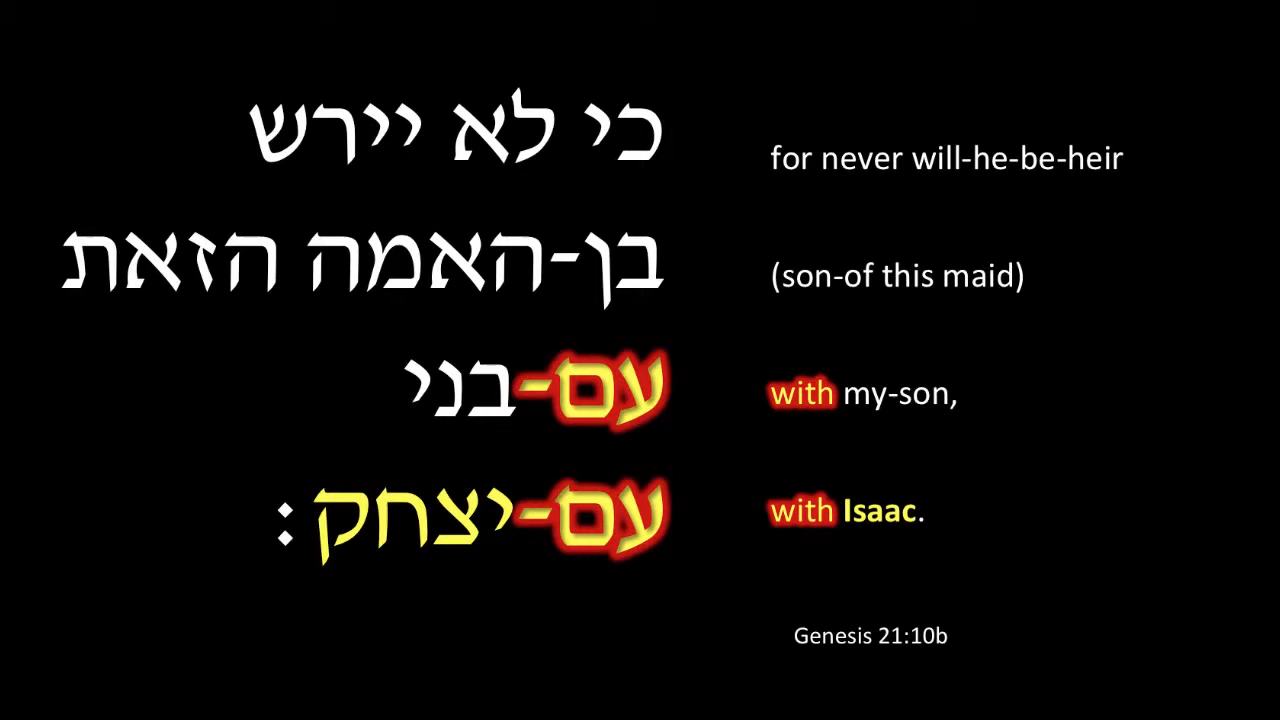 כי לא יירש
for never will-he-be-heir
בן-האמה הזאת
(son-of this maid)
עם-בני
with my-son,
עם-יצחק :
with Isaac.
Genesis 21:10b